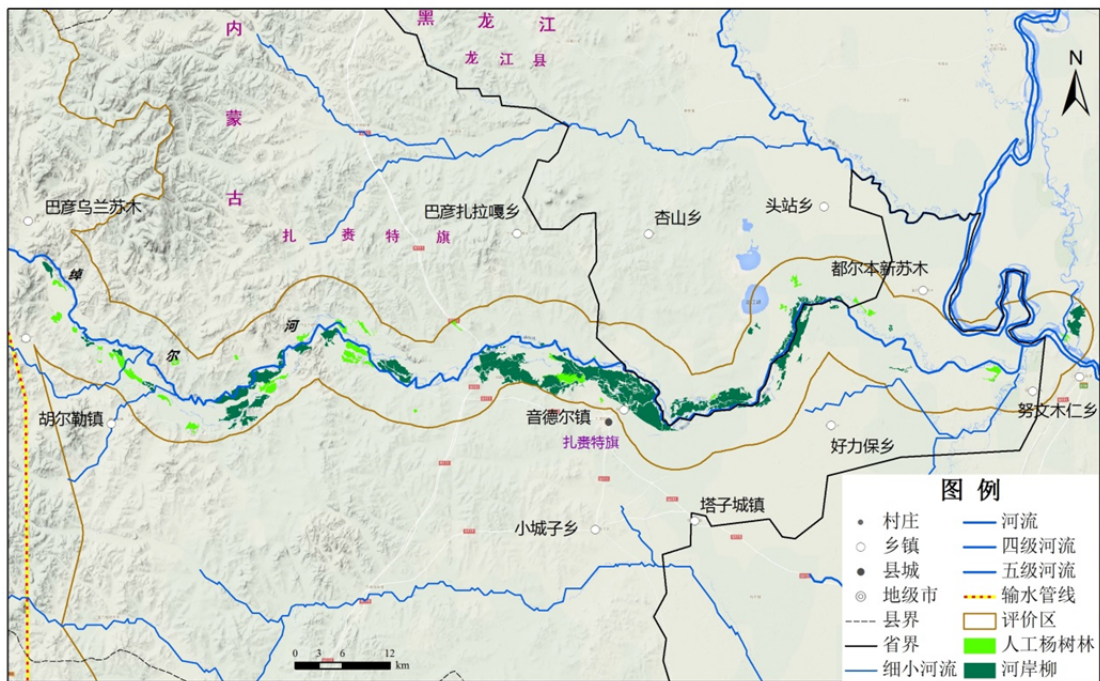 黑龙江
龙江县
内蒙古
N
巴彦乌兰苏木
巴彦扎拉嘎乡
杏山乡
头站乡
扎赉特旗
绰
尔
河
都尔本新苏木
胡尔勒镇
音德尔镇
扎赉特旗
好力保乡
努文木仁乡
小城子乡
塔子城镇
0 3 6 12
km
图例
村庄
河流
乡镇
四级河流
县城
五级河流
地级市
输水管线
县界
评价区
省界
人工杨树林
细小河流
河岸柳